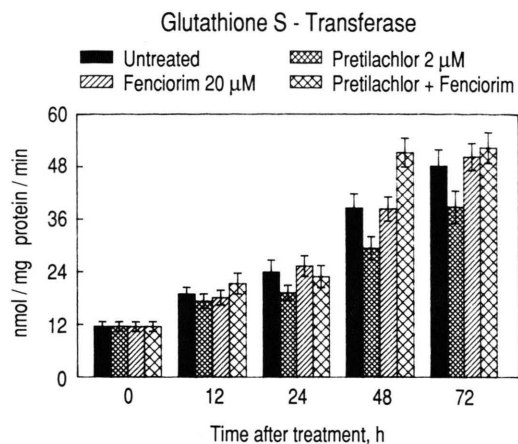 Glutathione S - Transferase
Untreated
Pretilachlor 2 µM
Fenciorim 20 µM
Pretilachlor + Fenciorim
60
48
36
24
12
0
nmol / mg protein / min
0 12 24 48 72
Time after treatment, h